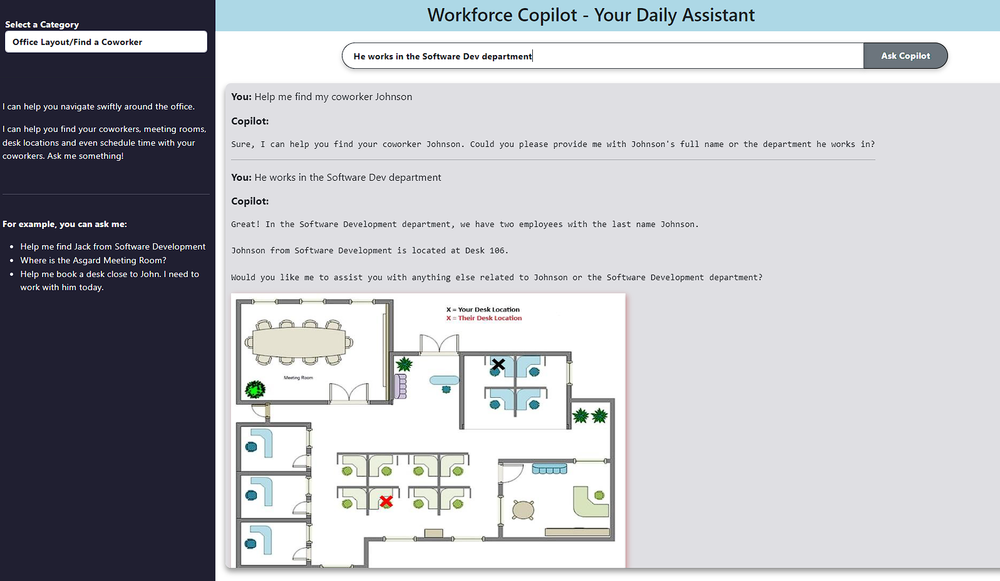 Workforce Copilot - Your Daily Assistant
Select a Category
Office Layout/Find a Coworker
I can help you navigate swiftly around the office.
I can help you find your coworkers, meeting rooms,
desk locations and even schedule time with your
coworkers. Ask me something!
For example, you can ask me:
• Help me find Jack from Software Development
• Where is the Asgard Meeting Room?
• Help me book a desk close to John. I need to
work with him today.
He works in the Software Dev department
Ask Copilot
You: Help me find my coworker Johnson
Copilot:
Sure, I can help you find your coworker Johnson. Could you please provide me with Johnson's full name or the department he works in?
You: He works in the Software Dev department
Copilot:
Great! In the Software Development department, we have two employees with the last name Johnson.
Johnson from Software Development is located at Desk 106.
Would you like me to assist you with anything else related to Johnson or the Software Development department?
X = Your Desk Location
X = Their Desk Location
Meeting Room